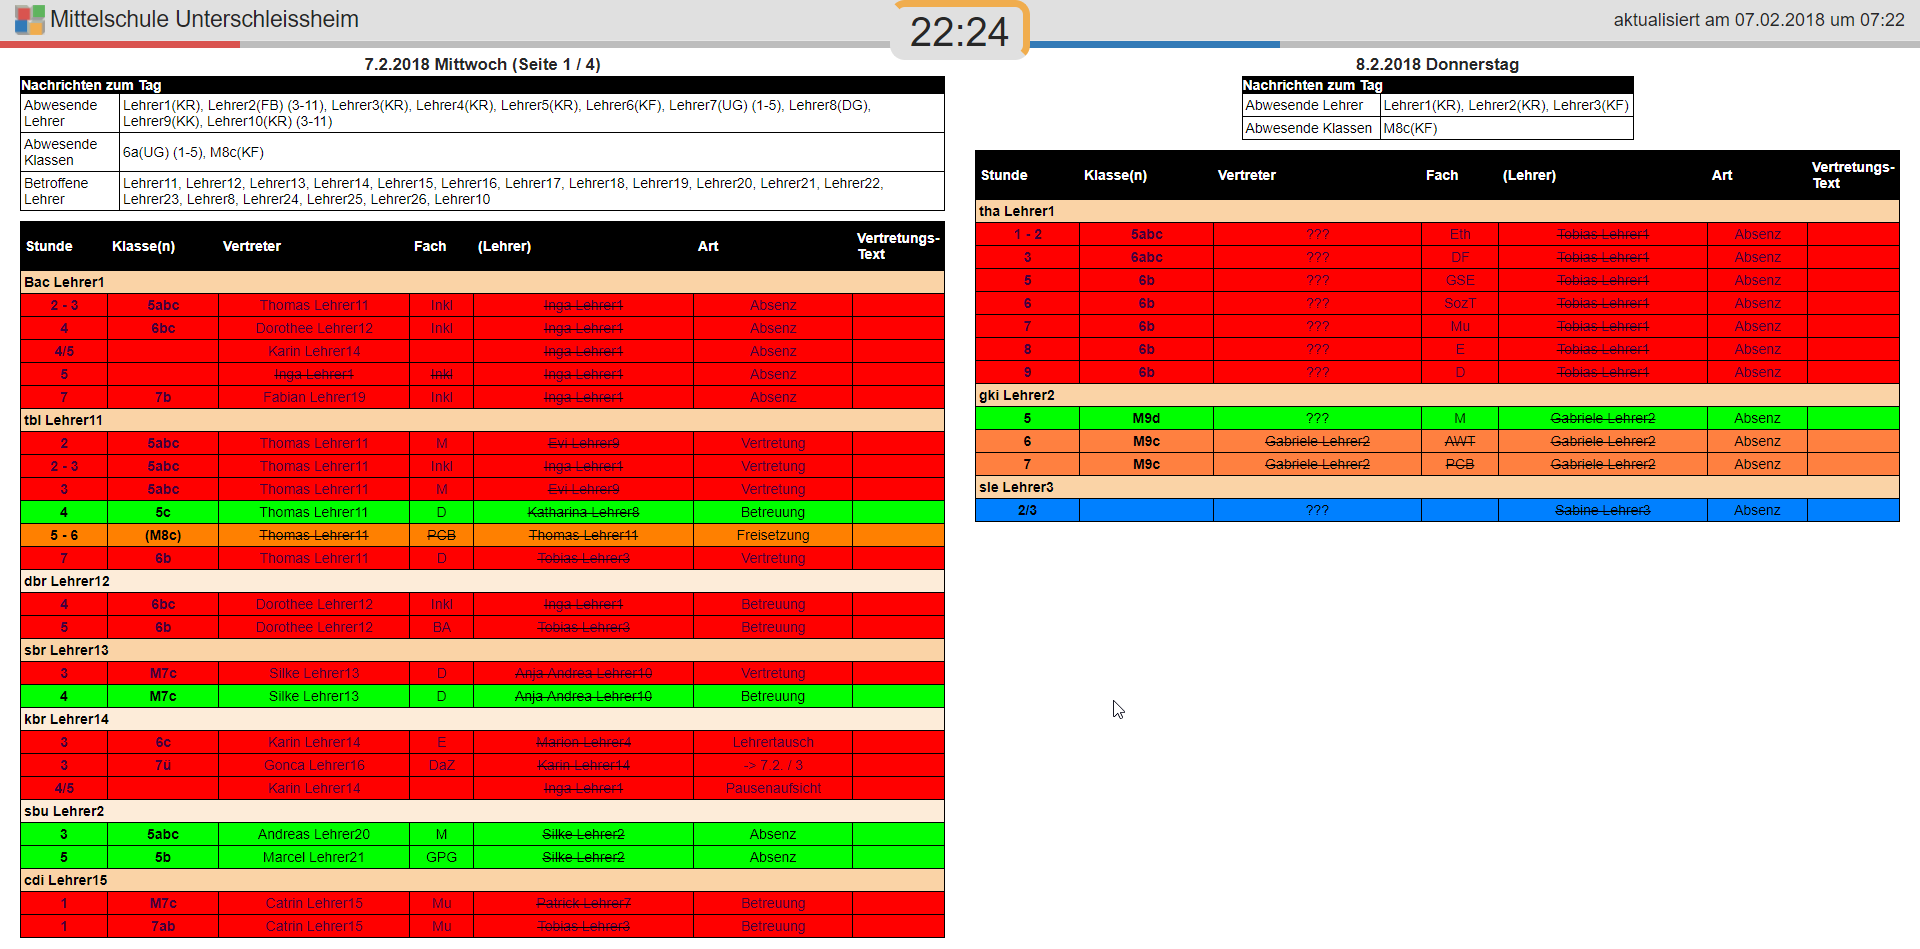 Mittelschule Unterschleissheim
22:24
aktualisiert am 07.02.2018 um 07:22
7.2.2018 Mittwoch (Seite 1 / 4)
Nachrichten zum Tag
Abwesende Lehrer Lehrer1(KR), Lehrer2(FB) (3-11), Lehrer3(KR), Lehrer4(KR), Lehrer5(KR), Lehrer6(KF), Lehrer7(UG) (1-5), Lehrer8(DG),
Lehrer9(KK), Lehrer10(KR) (3-11)
Abwesende Klassen 6a(UG) (1-5), M8c(KF)
Betroffene Lehrer Lehrer11, Lehrer12, Lehrer13, Lehrer14, Lehrer15, Lehrer16, Lehrer17, Lehrer18, Lehrer19, Lehrer20, Lehrer21, Lehrer22,
Lehrer23, Lehrer8, Lehrer24, Lehrer25, Lehrer26, Lehrer10
Stunde Klasse(n) Vertreter Fach (Lehrer) Art Vertretungs-Text
Bac Lehrer1
2 - 3 5abc Thomas Lehrer11 Inkl Inga Lehrer1 Absenz
4 6bc Dorothee Lehrer12 Inkl Inga Lehrer1 Absenz
4/5 Karin Lehrer14 Inga Lehrer1 Absenz
5 Inga Lehrer1 Inkl Inga Lehrer1 Absenz
7 7b Fabian Lehrer19 Inkl Inga Lehrer1 Absenz
tbl Lehrer11
2 5abc Thomas Lehrer11 M Evi Lehrer9 Vertretung
2 - 3 5abc Thomas Lehrer11 Inkl Inga Lehrer1 Vertretung
3 5abc Thomas Lehrer11 M Evi Lehrer9 Vertretung
4 5c Thomas Lehrer11 D Katharina Lehrer8 Betreuung
5 - 6 (M8c) Thomas Lehrer11 PCB Thomas Lehrer11 Freisetzung
7 6b Thomas Lehrer11 D Tobias Lehrer3 Vertretung
dbr Lehrer12
4 6bc Dorothee Lehrer12 Inkl Inga Lehrer1 Betreuung
5 6b Dorothee Lehrer12 BA Tobias Lehrer3 Betreuung
sbr Lehrer13
3 M7c Silke Lehrer13 D Anja Andrea Lehrer10 Vertretung
4 M7c Silke Lehrer13 D Anja Andrea Lehrer10 Betreuung
kbr Lehrer14
3 6c Karin Lehrer14 E Marion Lehrer4 Lehrertausch
3 7ü Gonca Lehrer16 DaZ Karin Lehrer14 -> 7.2. / 3
4/5 Karin Lehrer14 Inga Lehrer1 Pausenaufsicht
sbu Lehrer2
3 5abc Andreas Lehrer20 M Silke Lehrer2 Absenz
5 5b Marcel Lehrer21 GPG Silke Lehrer2 Absenz
cdi Lehrer15
1 M7c Catrin Lehrer15 Mu Patrick Lehrer7 Betreuung
1 7ab Catrin Lehrer15 Mu Tobias Lehrer3 Betreuung
8.2.2018 Donnerstag
Nachrichten zum Tag
Abwesende Lehrer Lehrer1(KR), Lehrer2(KR), Lehrer3(KF)
Abwesende Klassen M8c(KF)
Stunde Klasse(n) Vertreter Fach (Lehrer) Art Vertretungs-Text
tha Lehrer1
1 - 2 5abc ??? Eth Tobias Lehrer1 Absenz
3 6abc ??? DF Tobias Lehrer1 Absenz
5 6b ??? GSE Tobias Lehrer1 Absenz
6 6b ??? SozT Tobias Lehrer1 Absenz
7 6b ??? Mu Tobias Lehrer1 Absenz
8 6b ??? E Tobias Lehrer1 Absenz
9 6b ??? D Tobias Lehrer1 Absenz
gki Lehrer2
5 M9d ??? M Gabriele Lehrer2 Absenz
6 M9c Gabriele Lehrer2 AWT Gabriele Lehrer2 Absenz
7 M9c Gabriele Lehrer2 PCB Gabriele Lehrer2 Absenz
sle Lehrer3
2/3 ??? Sabine Lehrer3 Absenz